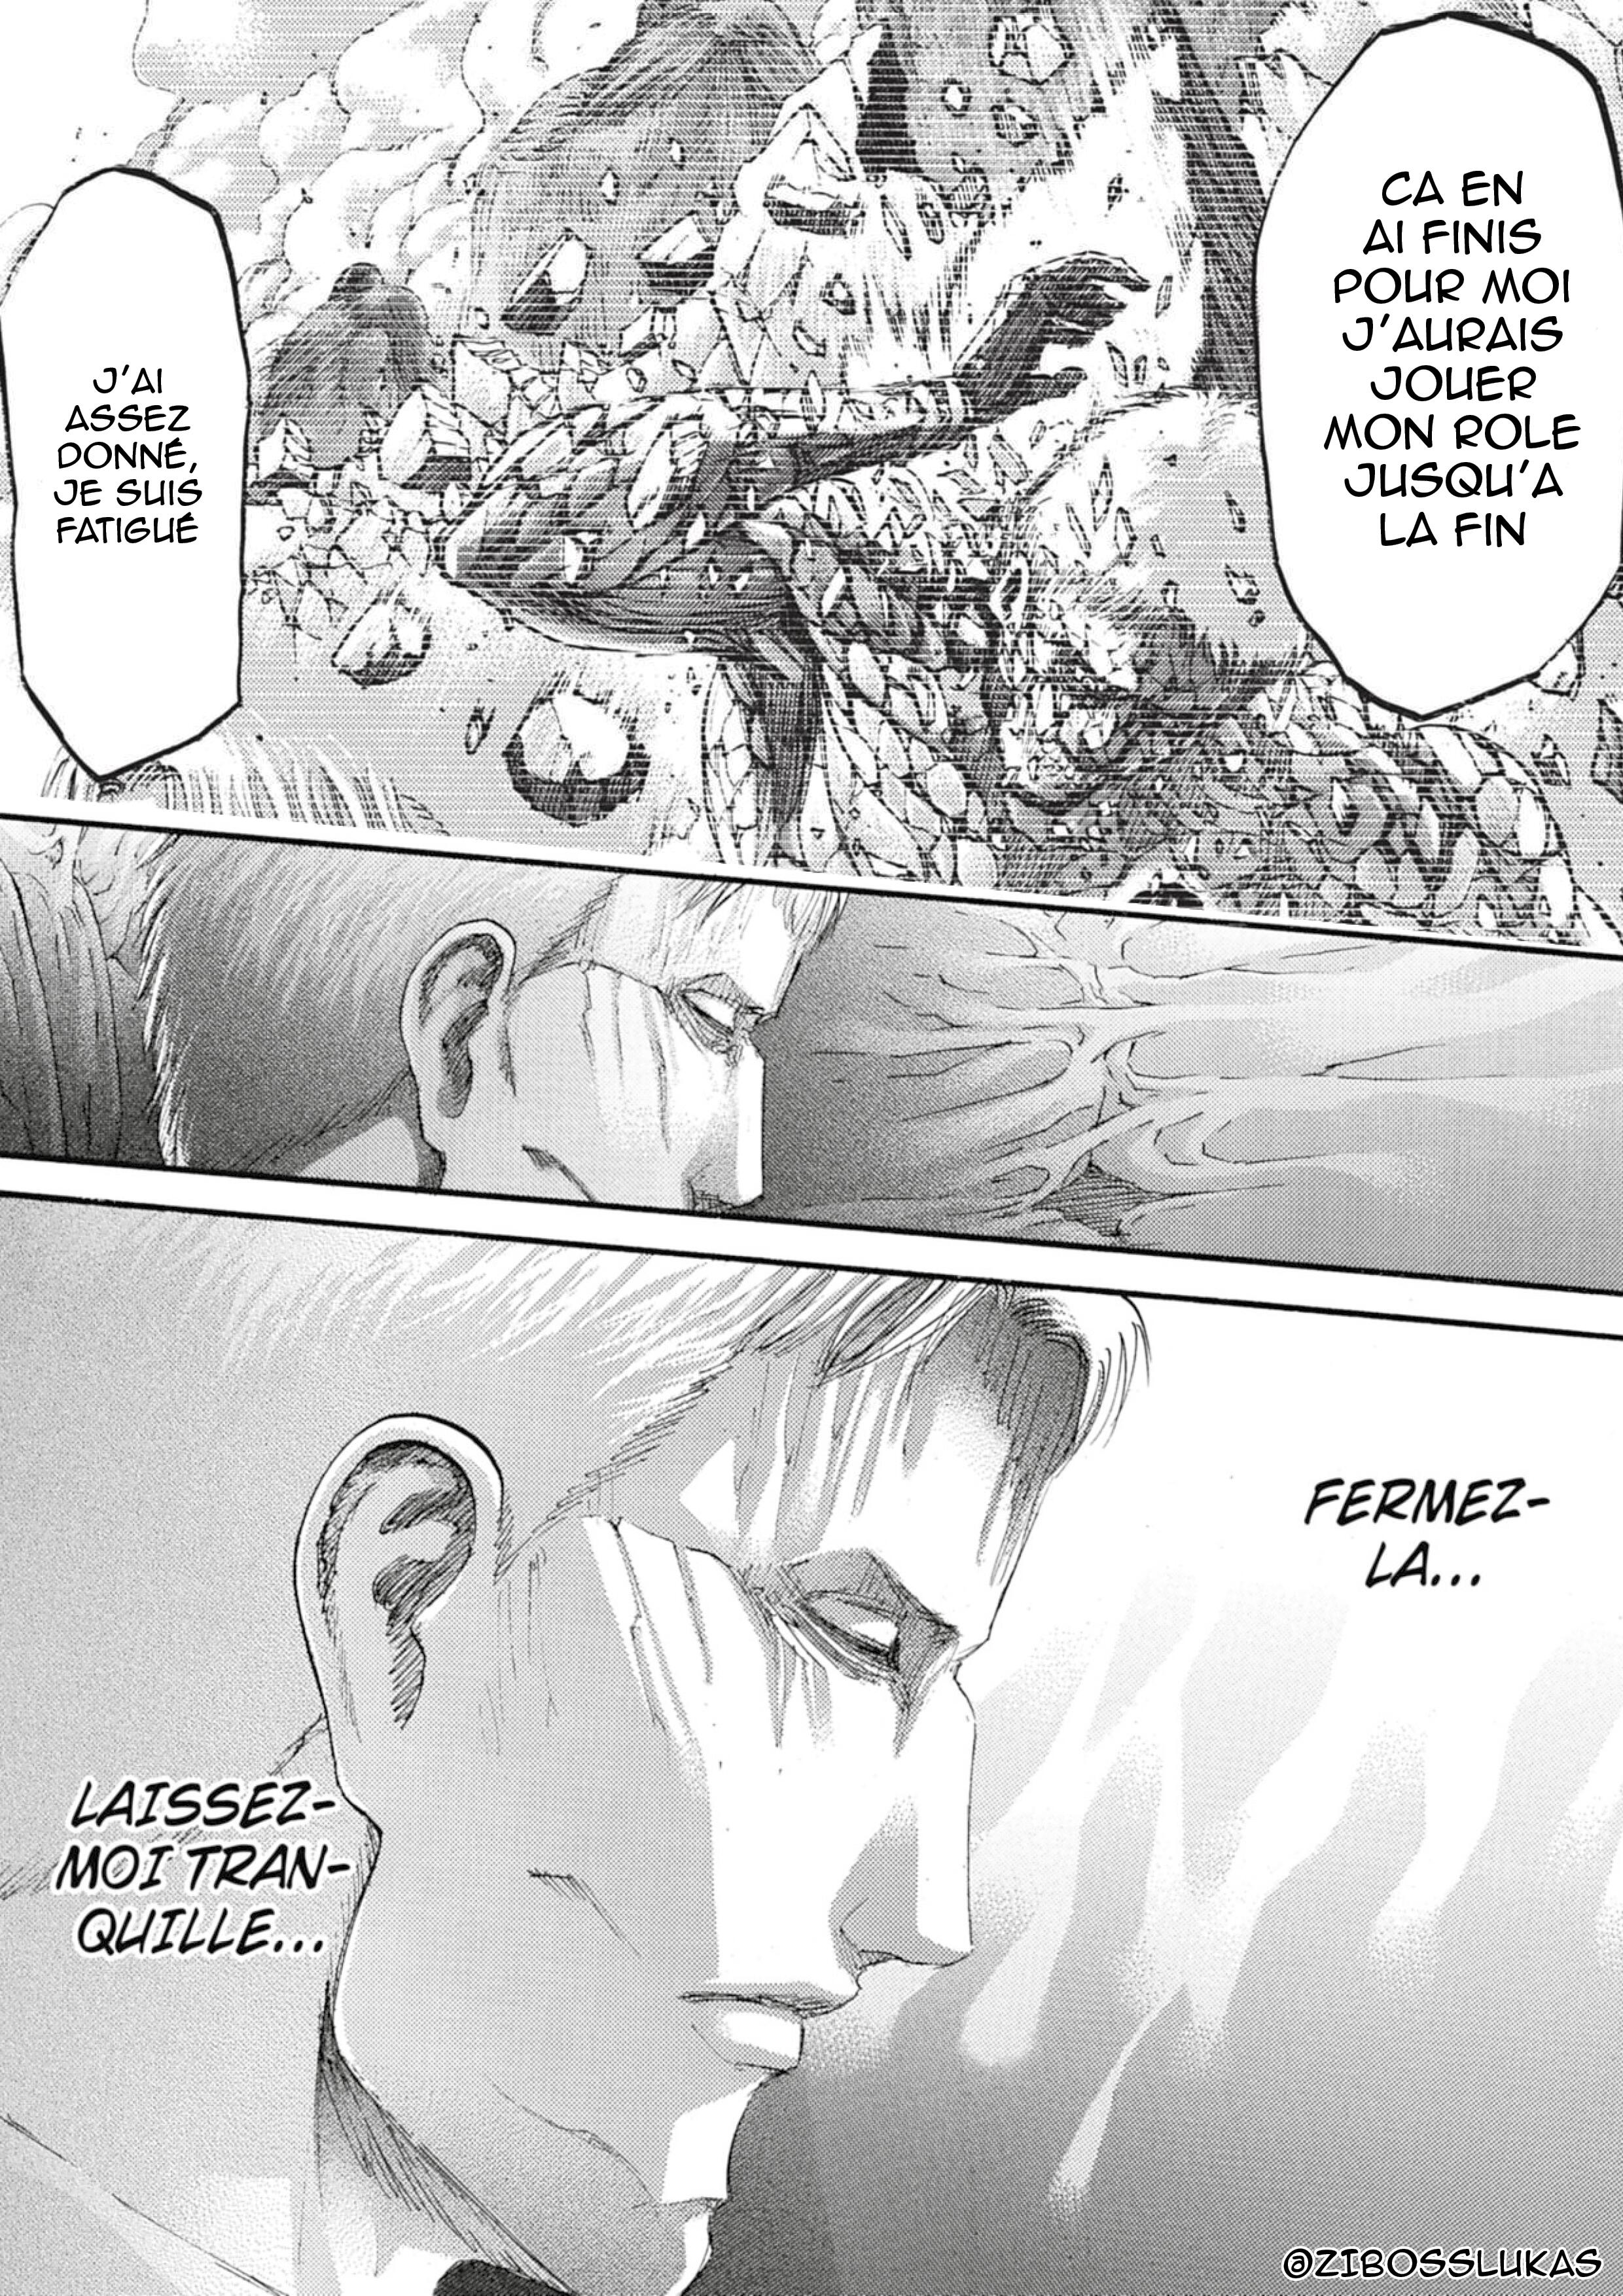 CA EN
AI FINIS
POUR MOI
J'AURAIS
JOUER
MON ROLE
JUSQU'A
LA FIN
J'AI
ASSEZ
DONNÉ,
JE SUIS
FATIGUÉ
FERMEZ-
LA...
LAISSEZ-
MOI TRAN-
QUILLE...
@ZIBOSSLUKAS